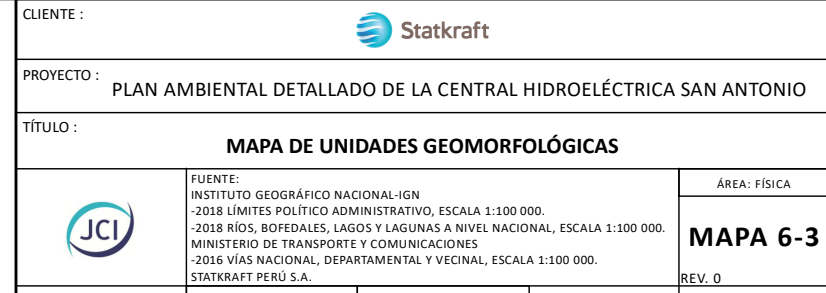 CLIENTE :
Statkraft
PROYECTO :
PLAN AMBIENTAL DETALLADO DE LA CENTRAL HIDROELÉCTRICA SAN ANTONIO
TÍTULO :
MAPA DE UNIDADES GEOMORFOLÓGICAS
JCI
FUENTE:
INSTITUTO GEOGRÁFICO NACIONAL-IGN
-2018 LÍMITES POLÍTICO ADMINISTRATIVO, ESCALA 1:100 000.
-2018 RÍOS, BOFEDALES, LAGOS Y LAGUNAS A NIVEL NACIONAL, ESCALA 1:100 000.
MINISTERIO DE TRANSPORTE Y COMUNICACIONES
-2016 VÍAS NACIONAL, DEPARTAMENTAL Y VECINAL, ESCALA 1:100 000.
STATKRAFT PERÚ S.A.
ÁREA: FÍSICA
MAPA 6-3
REV. 0